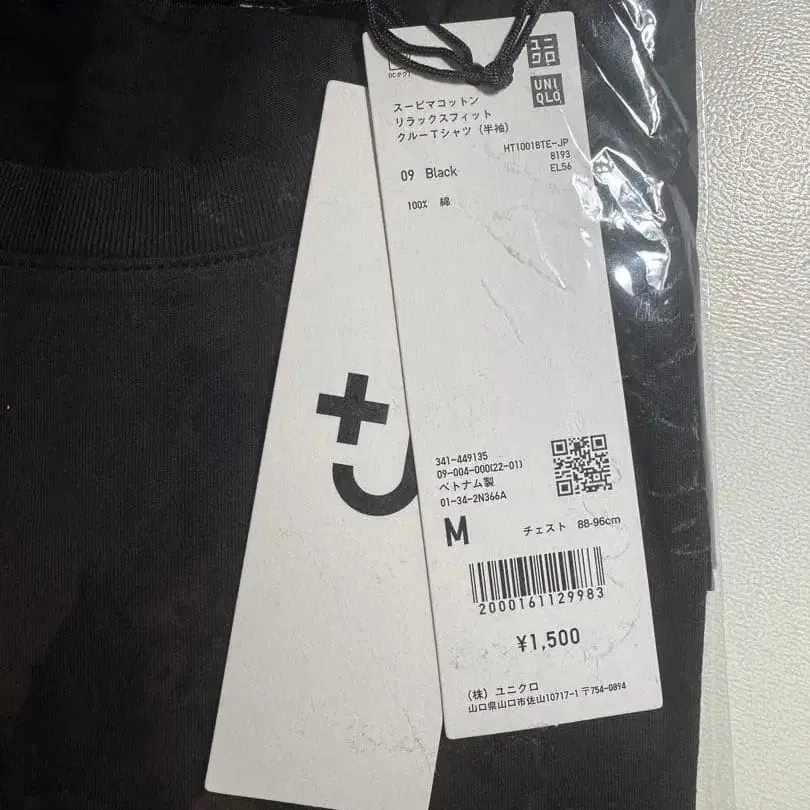 ユニ
クロ
UNI
QLO
スーピマコットン
リラックスフィット
クルーTシャツ (半袖)
HT10018TE-JP
8193
EL56
09 Black
100% 綿
+J
341-449135
09-004-000(22-01)
ベトナム製
01-34-2N366A
M チェスト 88-96cm
2000161129983
¥1,500
(株) ユニクロ
山口県山口市佐山10717-1 〒754-0894